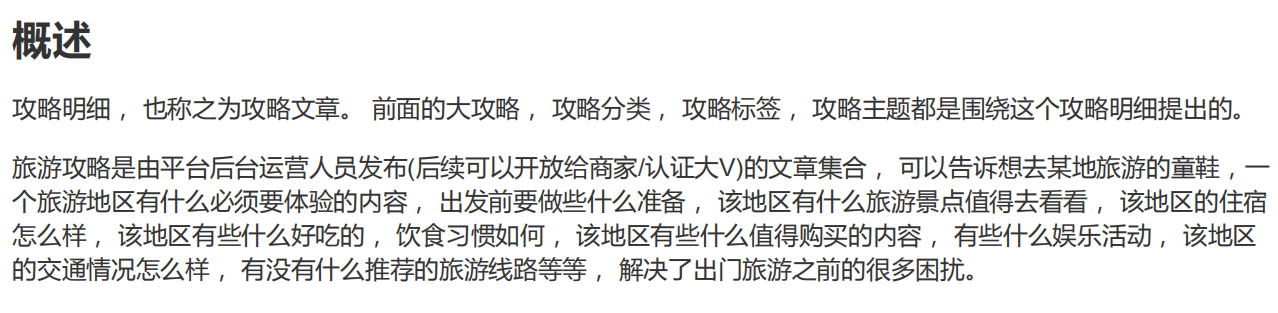 概述
攻略明细 ，也称之为攻略文章。 前面的大攻略 ，攻略分类 ，攻略标签 ，攻略主题都是围绕这个攻略明细提出的。
旅游攻略是由平台后台运营人员发布(后续可以开放给商家/认证大V)的文章集合 ，可以告诉想去某地旅游的童鞋 ，一
个旅游地区有什么必须要体验的内容 ，出发前要做些什么准备 ，该地区有什么旅游景点值得去看看 ，该地区的住宿
怎么样 ，该地区有些什么好吃的 ，饮食习惯如何 ，该地区有些什么值得购买的内容 ，有些什么娱乐活动 ，该地区
的交通情况怎么样 ，有没有什么推荐的旅游线路等等 ，解决了出门旅游之前的很多困扰。